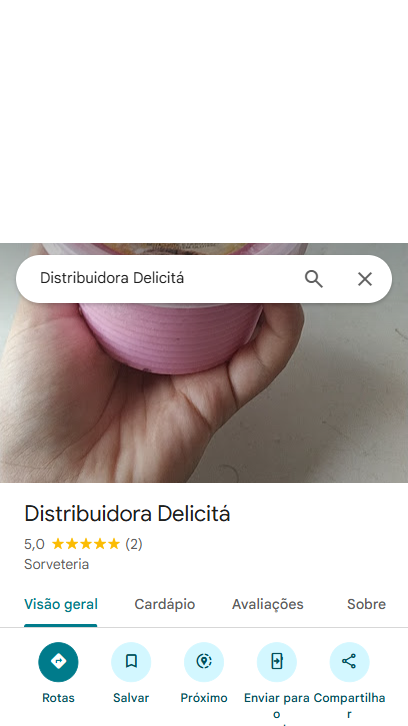 Distribuidora Delicitá
Distribuidora Delicitá
5,0 (2)
Sorveteria
Visão geral Cardápio Avaliações Sobre
Rotas Salvar Próximo Enviar para o Compartilhar